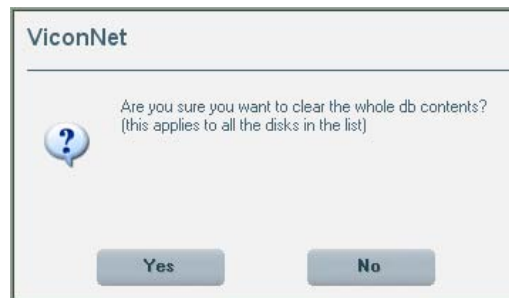 ViconNet
Are you sure you want to clear the whole db contents?
(this applies to all the disks in the list)
Yes
No